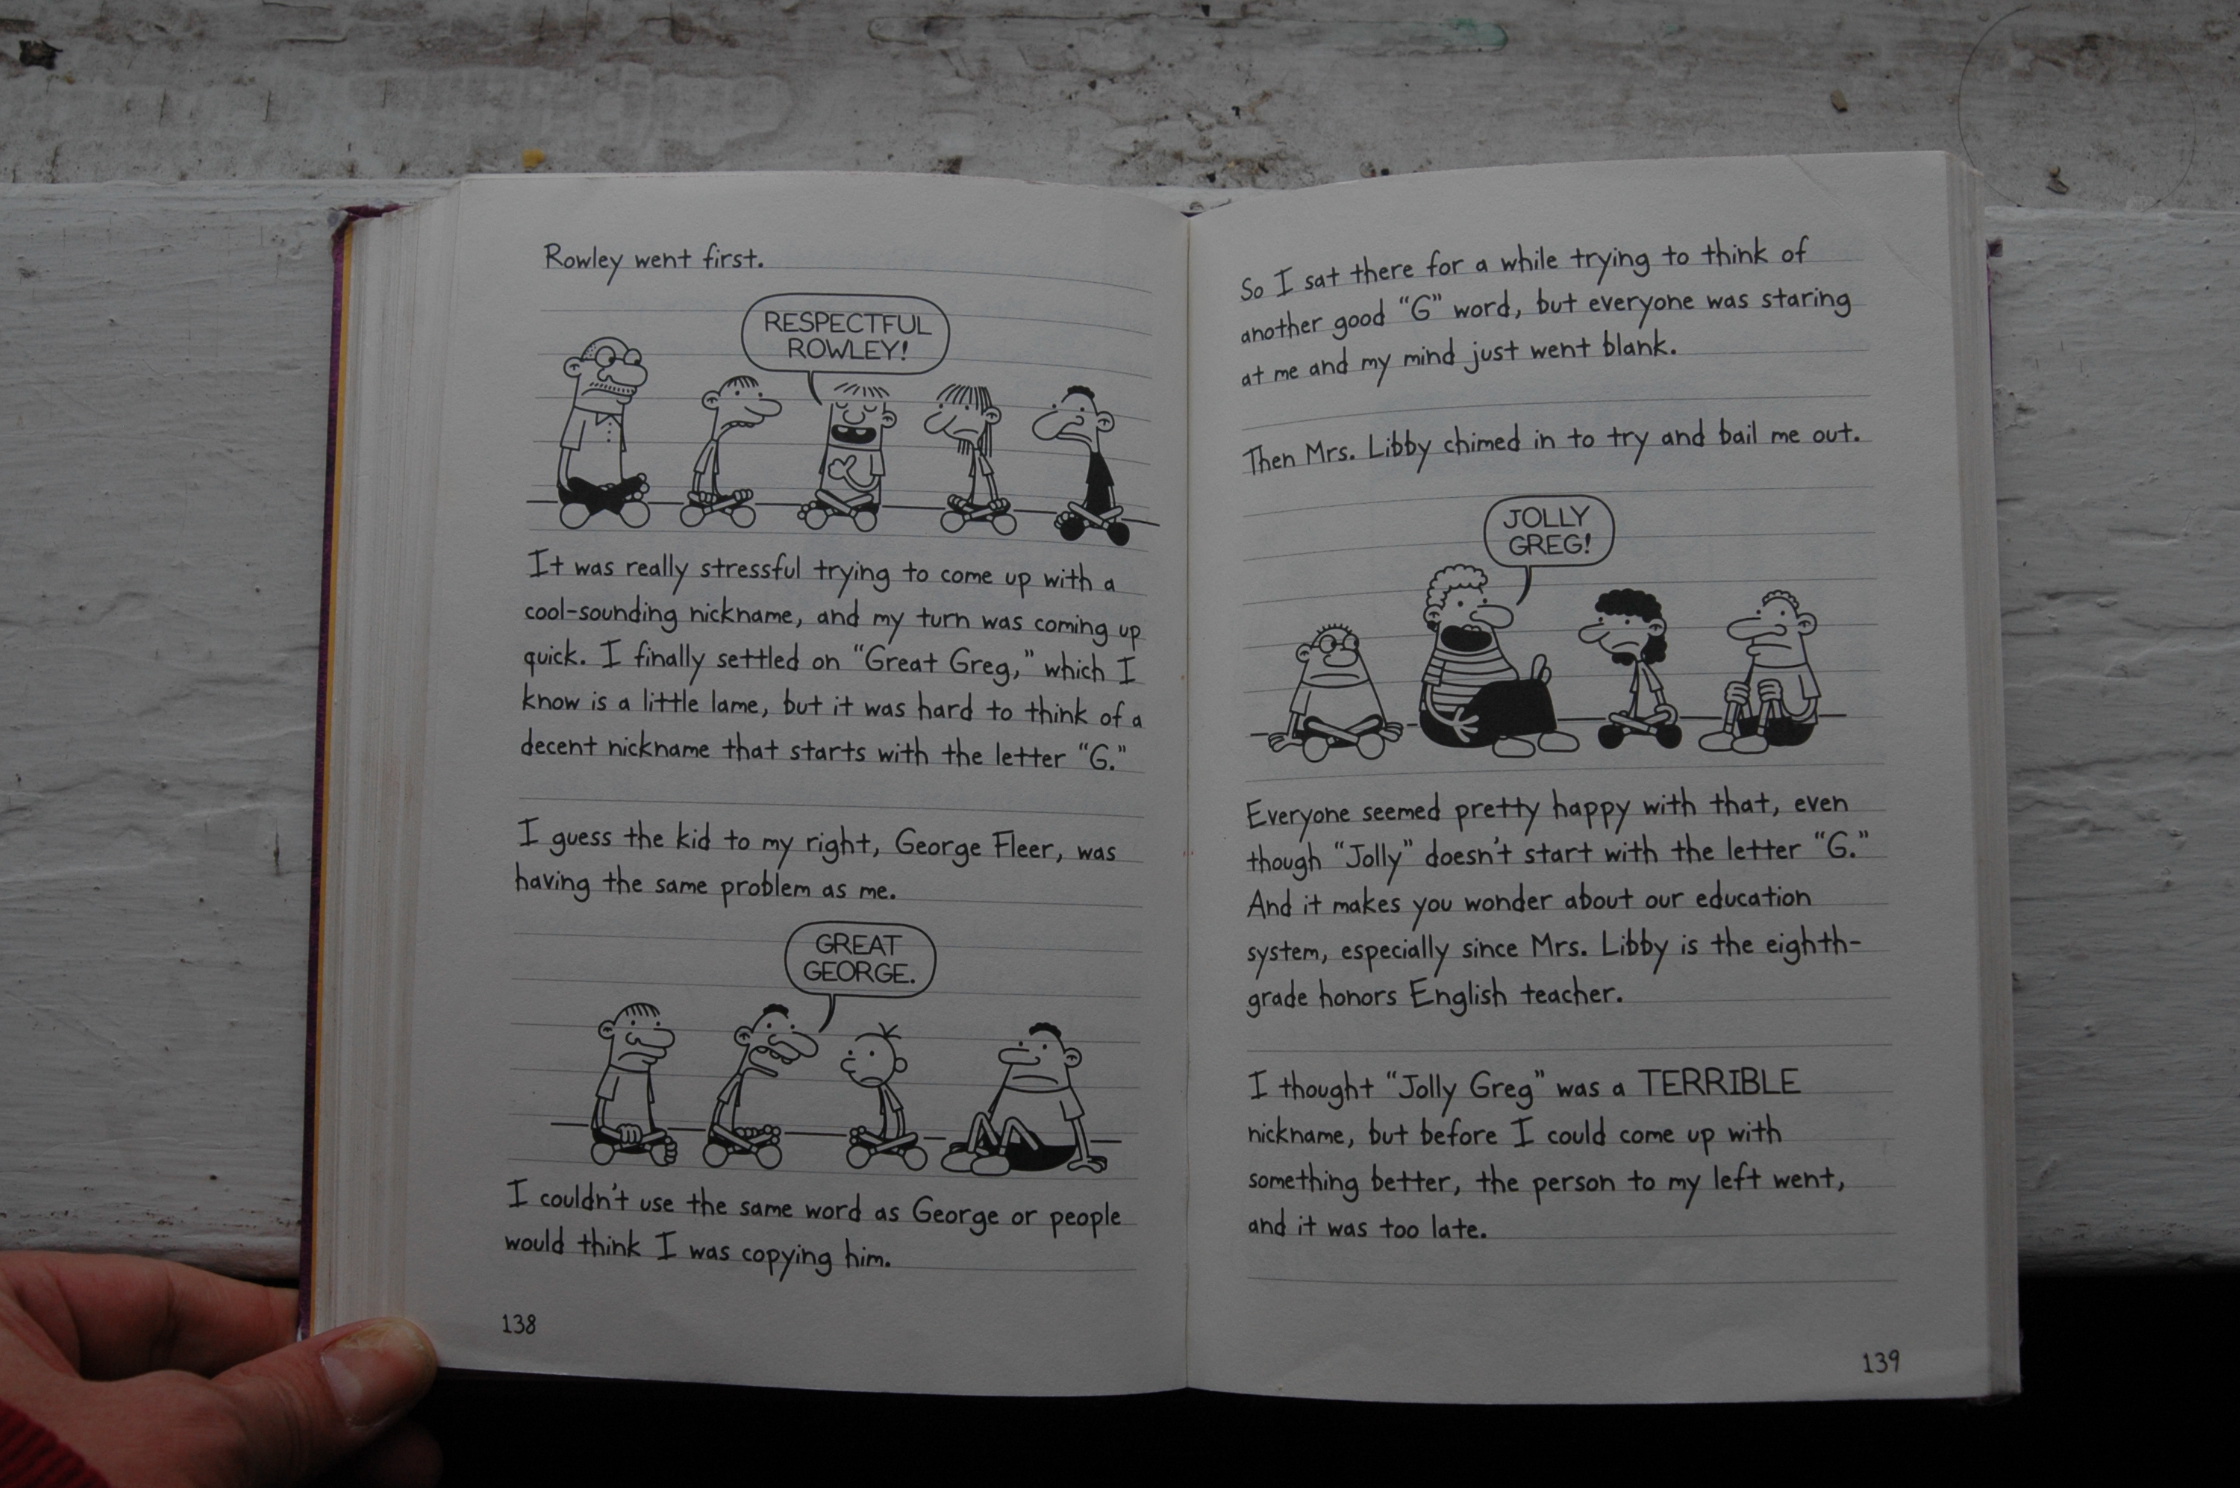 Rowley went first.
RESPECTFUL
ROWLEY!
It was really stressful trying to come up with a
cool-sounding nickname, and my turn was coming up
quick. I finally settled on “Great Greg,” which I
know is a little lame, but it was hard to think of a
decent nickname that starts with the letter “G.”
I guess the kid to my right, George Fleer, was
having the same problem as me.
GREAT
GEORGE.
I couldn't use the same word as George or people
would think I was copying him.
138
So I sat there for a while trying to think of
another good “G” word, but everyone was staring
at me and my mind just went blank.
Then Mrs. Libby chimed in to try and bail me out.
JOLLY
GREG!
Everyone seemed pretty happy with that, even
though “Jolly” doesn't start with the letter “G.”
And it makes you wonder about our education
system, especially since Mrs. Libby is the eighth-
grade honors English teacher.
I thought “Jolly Greg” was a TERRIBLE
nickname, but before I could come up with
something better, the person to my left went,
and it was too late.
139